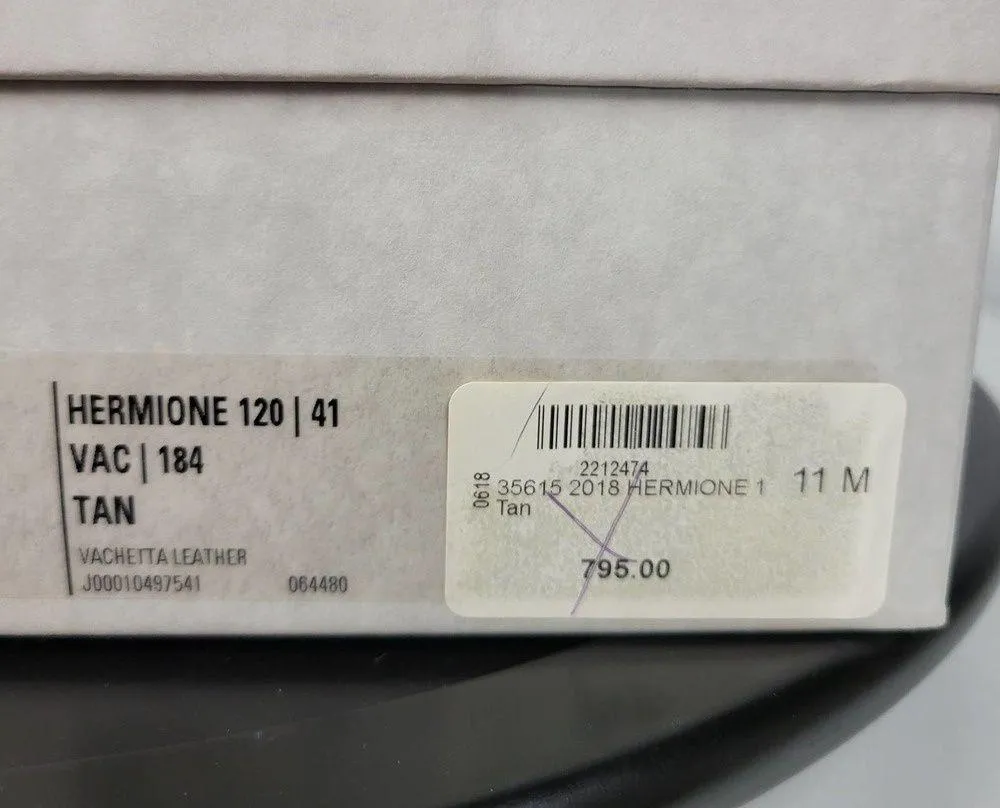 HERMIONE 120 | 41
VAC | 184
TAN
VACHETTA LEATHER
J00010497541 064480
2212474
0618
35615 2018 HERMIONE 1 11 M
Tan
795.00